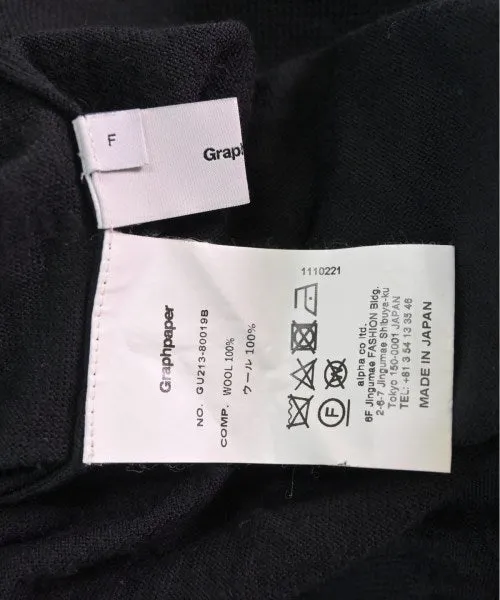 F
Grap
Graphpaper
NO. GU213-80019B
COMP. WOOL 100%
ウール 100%
1110221
F
alpha co ltd.
6F Jingumae FASHION Bldg.
2-6-7 Jingumae Shibuya-ku
Tokyo 150-0001 JAPAN
TEL: +81 3 54 13 35 46
MADE IN JAPAN